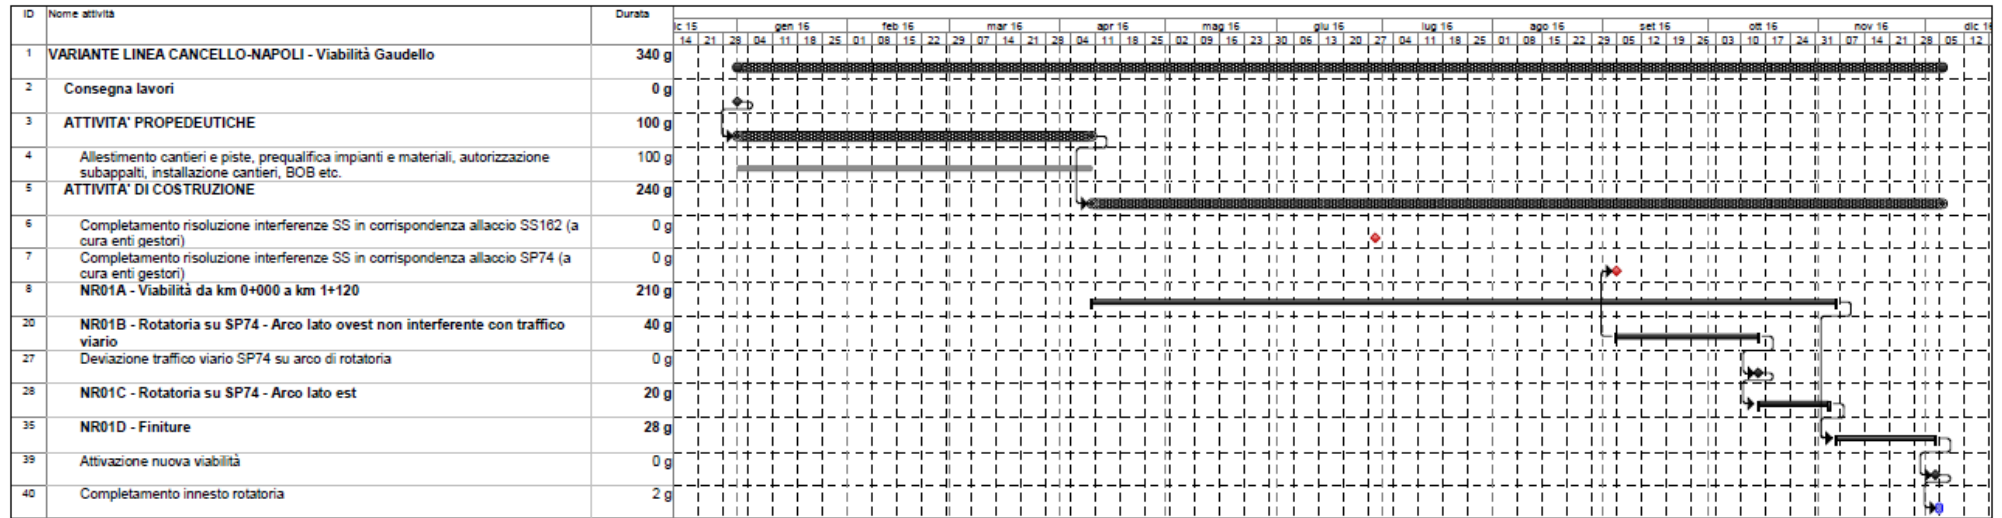 ID Nome attività Durata
ic 15 gen 16 feb 16 mar 16 apr 16 mag 16 giu 16 lug 16 ago 16 set 16 ott 16 nov 16 dic 1
14 21 28 04 11 18 25 01 08 15 22 29 07 14 21 28 04 11 18 25 02 09 16 23 30 06 13 20 27 04 11 18 25 01 08 15 22 29 05 12 19 26 03 10 17 24 31 07 14 21 28 05 12
1 VARIANTE LINEA CANCELLO-NAPOLI - Viabilità Gaudello 340 g
2 Consegna lavori 0 g
3 ATTIVITA' PROPEDEUTICHE 100 g
4 Allestimento cantieri e piste, prequalifica impianti e materiali, autorizzazione 100 g
subappalti, installazione cantieri, BOB etc.
5 ATTIVITA' DI COSTRUZIONE 240 g
6 Completamento risoluzione interferenze SS in corrispondenza allaccio SS162 (a 0 g
cura enti gestori)
7 Completamento risoluzione interferenze SS in corrispondenza allaccio SP74 (a 0 g
cura enti gestori)
8 NR01A - Viabilità da km 0+000 a km 1+120 210 g
20 NR01B - Rotatoria su SP74 - Arco lato ovest non interferente con traffico 40 g
viario
27 Deviazione traffico viario SP74 su arco di rotatoria 0 g
28 NR01C - Rotatoria su SP74 - Arco lato est 20 g
35 NR01D - Finiture 28 g
39 Attivazione nuova viabilità 0 g
40 Completamento innesto rotatoria 2 g